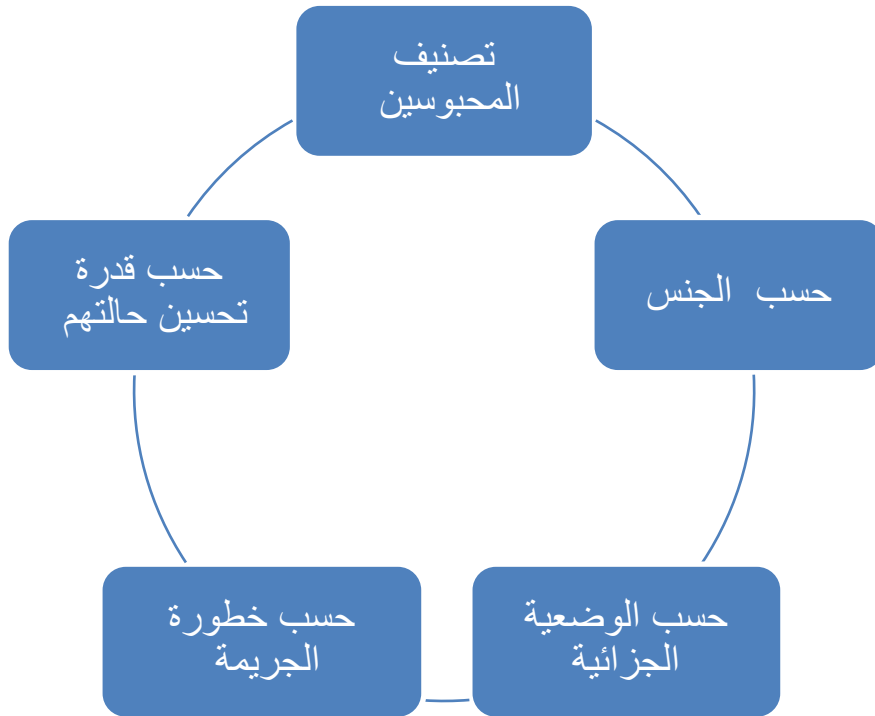 تصنيف
المحبوسين
حسب الجنس
حسب الوضعية
الجزائية
حسب خطورة
الجريمة
حسب قدرة
تحسين حالتهم